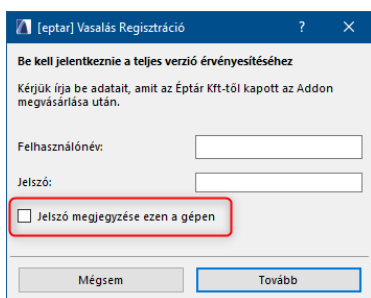 [eptar] Vasalás Regisztráció ? ×
Be kell jelentkeznie a teljes verzió érvényesítéséhez
Kérjük írja be adatait, amit az Éptár Kft-től kapott az Addon
megvásárlása után.
Felhasználónév:
Jelszó:
Jelszó megjegyzése ezen a gépen
Mégsem Tovább